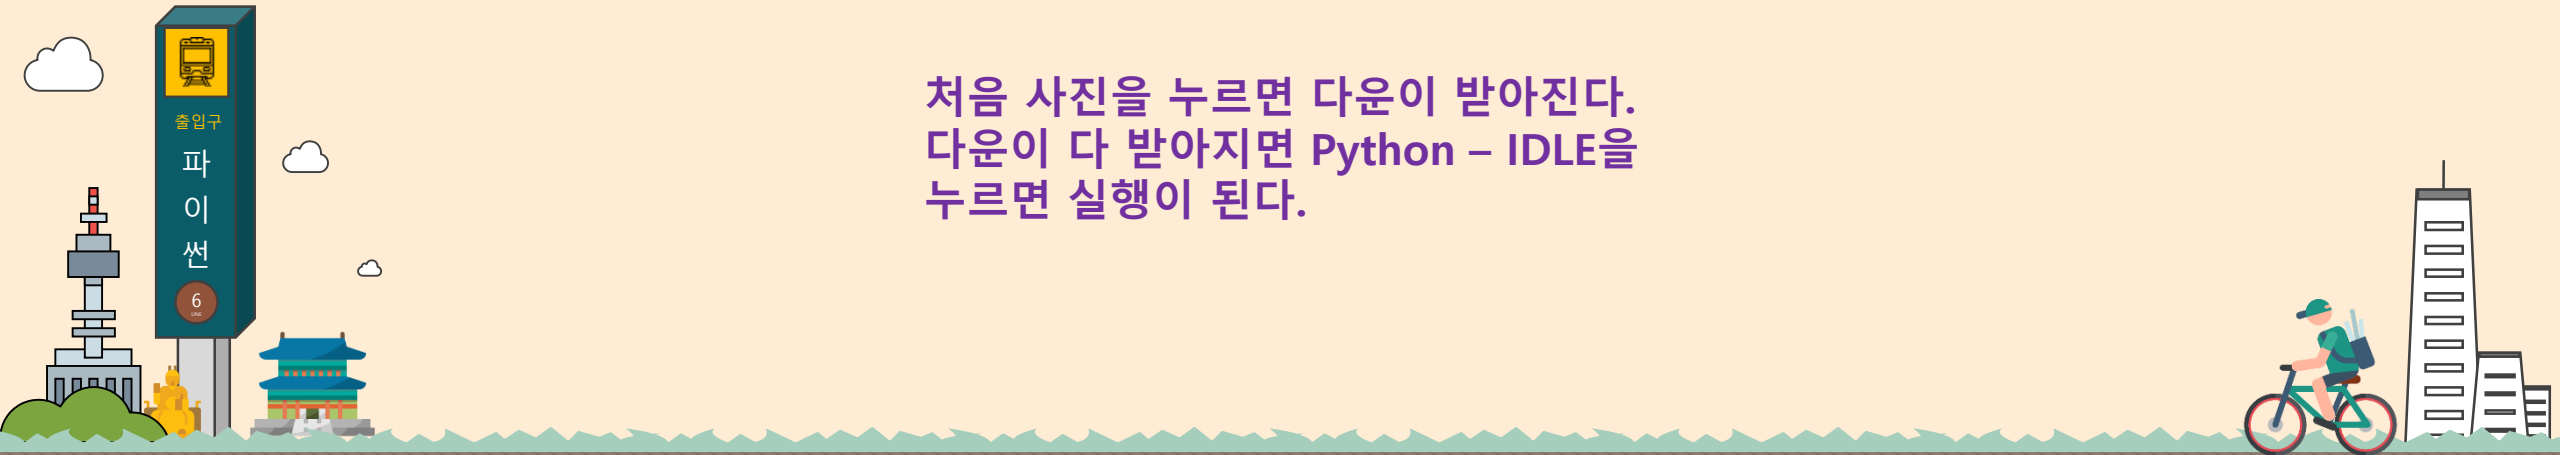 출입구
파
이
썬
6
LINE
처음 사진을 누르면 다운이 받아진다.
다운이 다 받아지면 Python – IDLE을
누르면 실행이 된다.